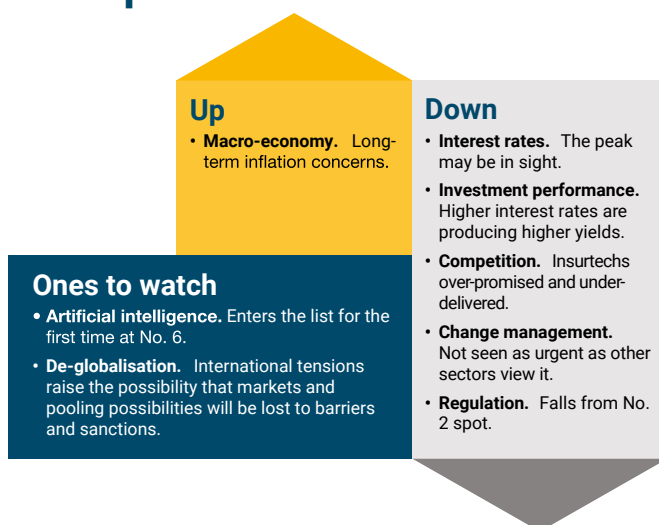 Up
• Macro-economy. Long-
term inflation concerns.
Down
• Interest rates. The peak
may be in sight.
• Investment performance.
Higher interest rates are
producing higher yields.
• Competition. Insurtechs
over-promised and under-
delivered.
• Change management.
Not seen as urgent as other
sectors view it.
• Regulation. Falls from No.
2 spot.
Ones to watch
• Artificial intelligence. Enters the list for the
first time at No. 6.
• De-globalisation. International tensions
raise the possibility that markets and
pooling possibilities will be lost to barriers
and sanctions.